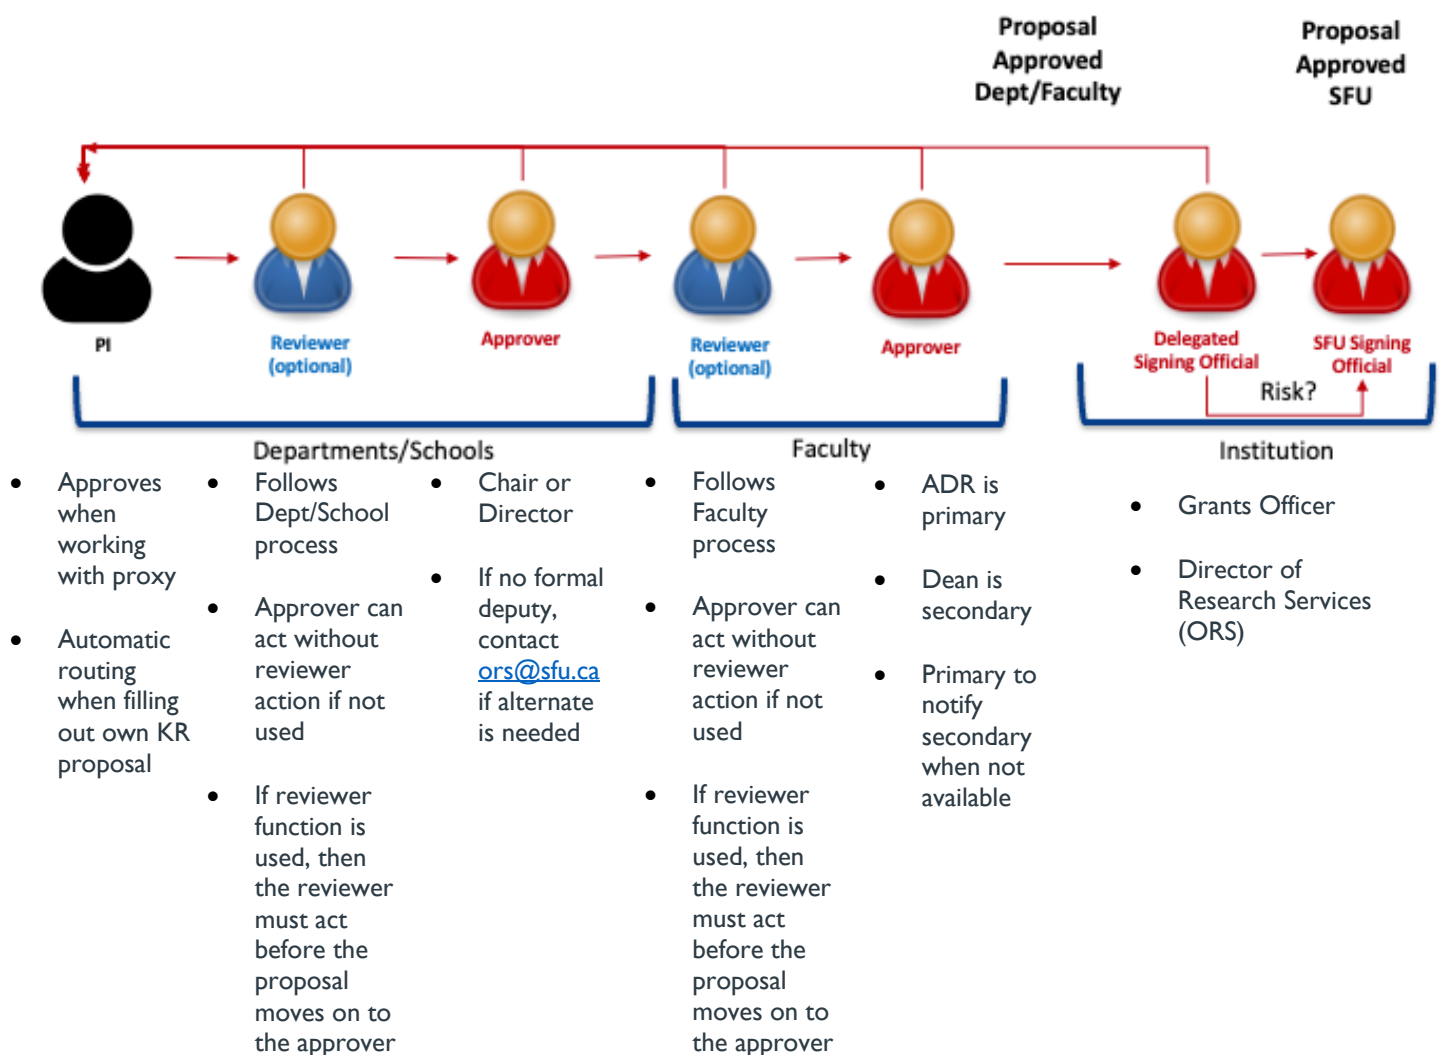 Proposal
Approved
Dept/Faculty
Proposal
Approved
SFU
PI
Reviewer
(optional)
Approver
Reviewer
(optional)
Approver
Delegated
Signing Official
SFU Signing
Official
Risk?
Departments/Schools
Faculty
Institution
• Approves
when
working
with proxy
• Automatic
routing
when filling
out own KR
proposal
• Follows
Dept/School
process
• Approver can
act without
reviewer
action if not
used
• If reviewer
function is
used, then
the reviewer
must act
before the
proposal
moves on to
the approver
• Chair or
Director
• If no formal
deputy,
contact
ors@sfu.ca
if alternate
is needed
• Follows
Faculty
process
• Approver can
act without
reviewer
action if not
used
• If reviewer
function is
used, then
the reviewer
must act
before the
proposal
moves on to
the approver
• ADR is
primary
• Dean is
secondary
• Primary to
notify
secondary
when not
available
• Grants Officer
• Director of
Research Services
(ORS)